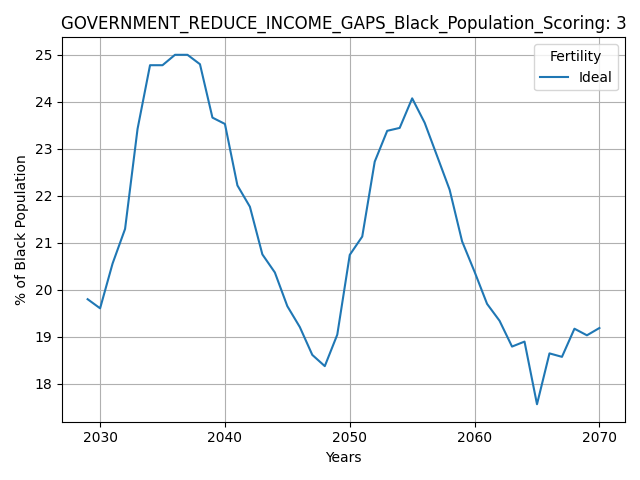 GOVERNMENT_REDUCE_INCOME_GAPS_Black_Population_Scoring: 3
Fertility
Ideal
% of Black Population
25
24
23
22
21
20
19
18
2030 2040 2050 2060 2070
Years